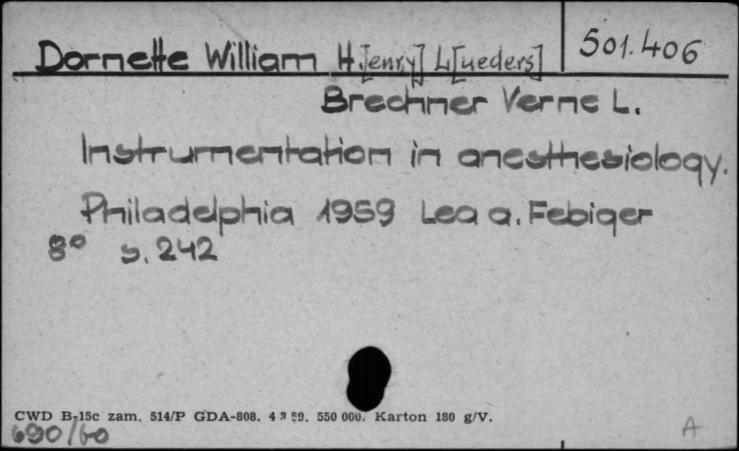 Dornette William H[enry] L[ueders] 501.406
Brechner Verne L.
Instrumentation in anesthesiology.
Philadelphia 1959 Lea a. Febiger
8° s. 242
CWD B-15c zam. 514/P GDA-808. 4 3 59. 550 000. Karton 180 g/V.
690/60
A